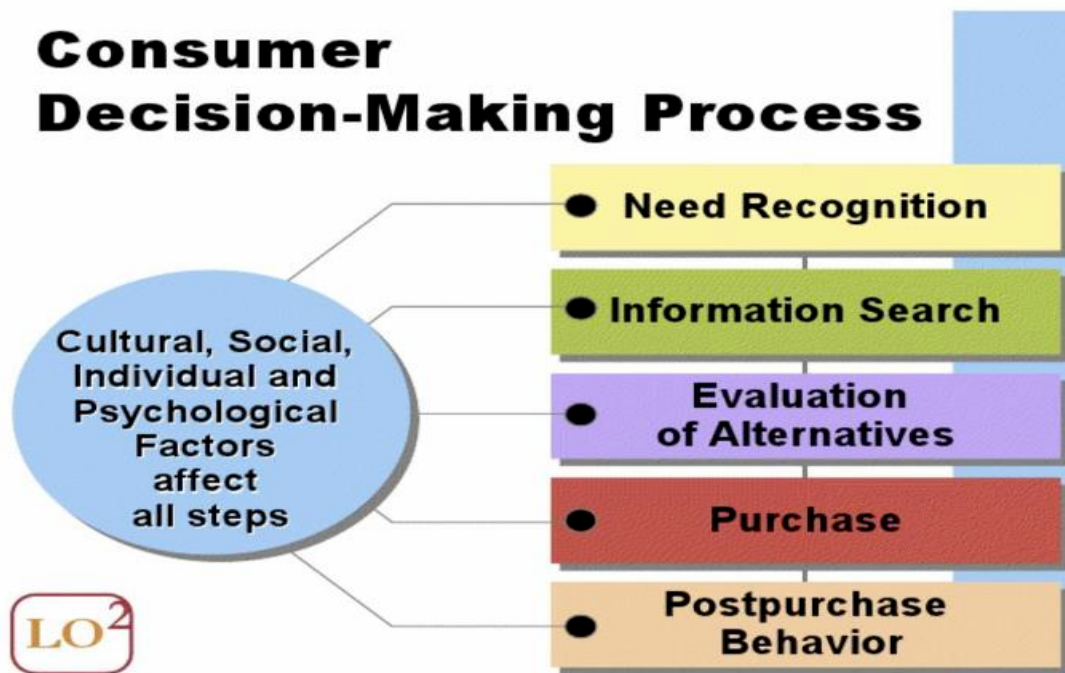 Consumer
Decision-Making Process
Need Recognition
Information Search
Evaluation
of Alternatives
Purchase
Postpurchase
Behavior
Cultural, Social,
Individual and
Psychological
Factors
affect
all steps
LO2